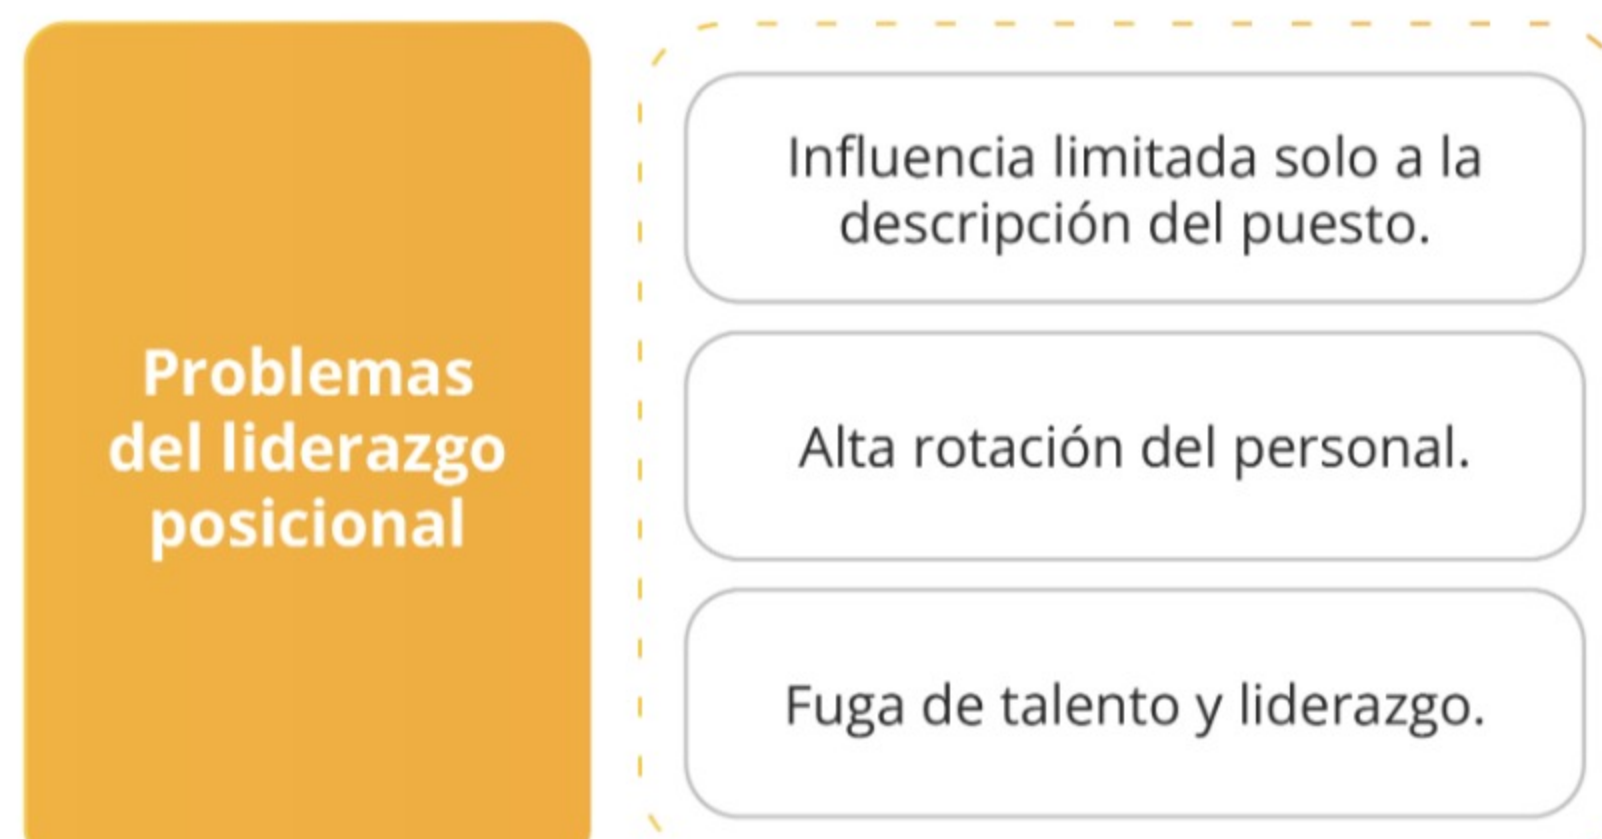 Problemas
del liderazgo
posicional
Influencia limitada solo a la
descripción del puesto.
Alta rotación del personal.
Fuga de talento y liderazgo.